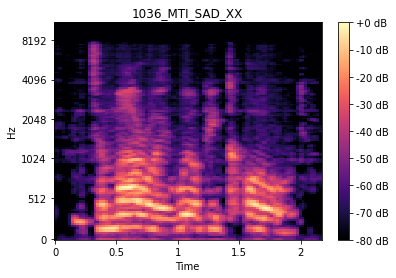 1036_MTI_SAD_XX
+0 dB
8192
-10 dB
4096
-20 dB
-30 dB
2048
Hz
-40 dB
1024
-50 dB
512
-60 dB
-70 dB
0
-80 dB
0 0.5 1 1.5 2
Time